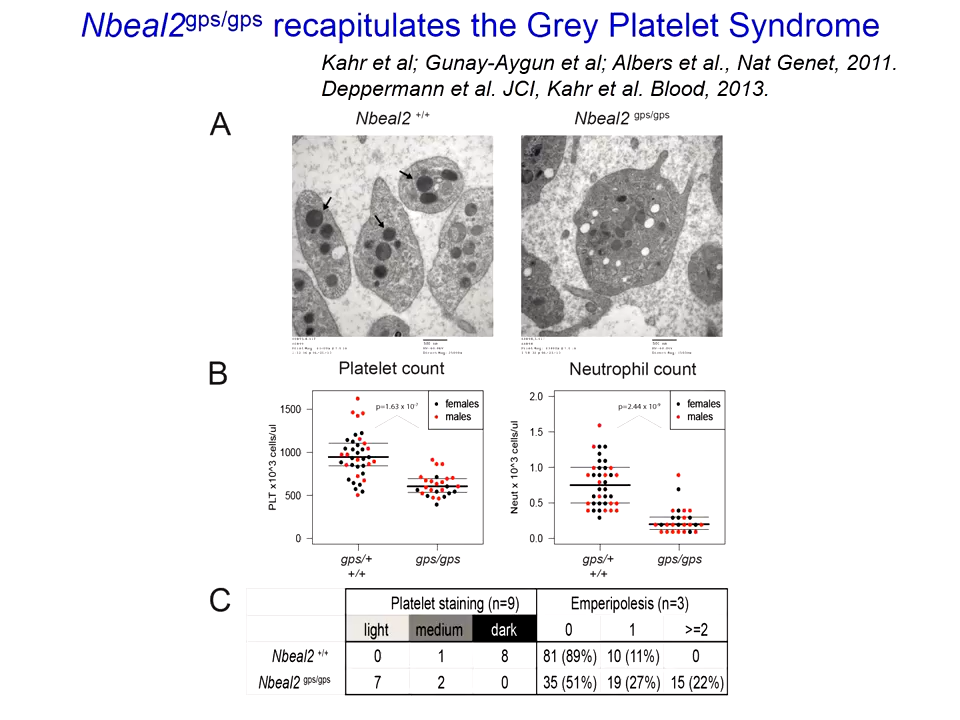 Nbeal2gps/gps recapitulates the Grey Platelet Syndrome
Kahr et al; Gunay-Aygun et al; Albers et al., Nat Genet, 2011.
Deppermann et al. JCI, Kahr et al. Blood, 2013.
A
Nbeal2 +/+
Nbeal2 gps/gps
B
Platelet count
Neutrophil count
PLT x10^3 cells/ul
1500
1000
500
0
p=1.63 x 10-7
females
males
gps/+
+/+
gps/gps
Neut x 10^3 cells/ul
2.0
1.5
1.0
0.5
0.0
p=2.44 x 10-9
females
males
gps/+
+/+
gps/gps
C
Platelet staining (n=9) Emperipolesis (n=3)
light medium dark 0 1 >=2
Nbeal2 +/+ 0 1 8 81 (89%) 10 (11%) 0
Nbeal2 gps/gps 7 2 0 35 (51%) 19 (27%) 15 (22%)